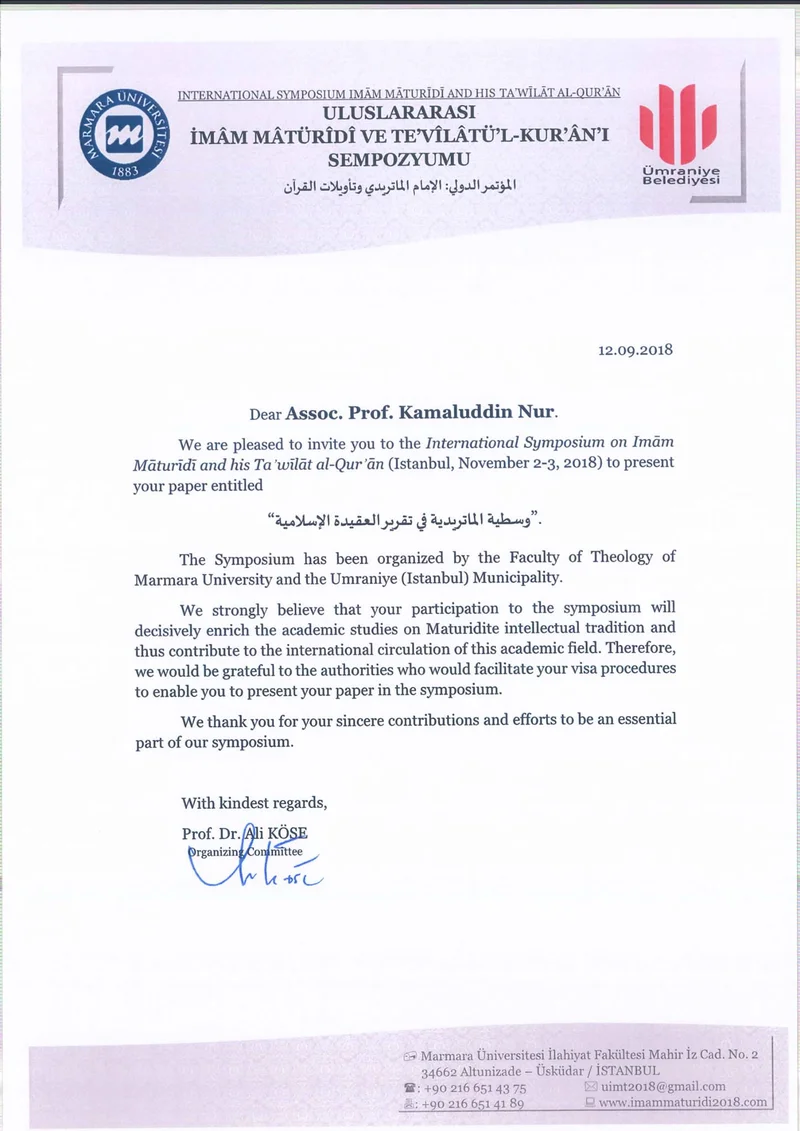 MARMARA ÜNİVERSİTESİ
1883
INTERNATIONAL SYMPOSIUM IMĀM MĀTURĪDĪ AND HIS TA'WĪLĀT AL-QUR'ĀN
ULUSLARARASI
İMÂM MÂTÜRÎDÎ VE TE'VÎLÂTÜ'L-KUR'ÂN'I
SEMPOZYUMU
المؤتمر الدولي: الإمام الماتريدي وتأويلات القرآن
Ümraniye
Belediyesi
12.09.2018
Dear Assoc. Prof. Kamaluddin Nur.
We are pleased to invite you to the International Symposium on Imām
Māturīdī and his Ta'wīlāt al-Qur'ān (Istanbul, November 2-3, 2018) to present
your paper entitled
“وسطية الماتريدية في تقرير العقيدة الإسلامية”.
The Symposium has been organized by the Faculty of Theology of
Marmara University and the Umraniye (Istanbul) Municipality.
We strongly believe that your participation to the symposium will
decisively enrich the academic studies on Maturidite intellectual tradition and
thus contribute to the international circulation of this academic field. Therefore,
we would be grateful to the authorities who would facilitate your visa procedures
to enable you to present your paper in the symposium.
We thank you for your sincere contributions and efforts to be an essential
part of our symposium.
With kindest regards,
Prof. Dr. Ali KÖSE
Organizing Committee
Marmara Üniversitesi İlahiyat Fakültesi Mahir İz Cad. No. 2
34662 Altunizade – Üsküdar / İSTANBUL
: +90 216 651 43 75 uimt2018@gmail.com
: +90 216 651 41 89 www.imammaturidi2018.com